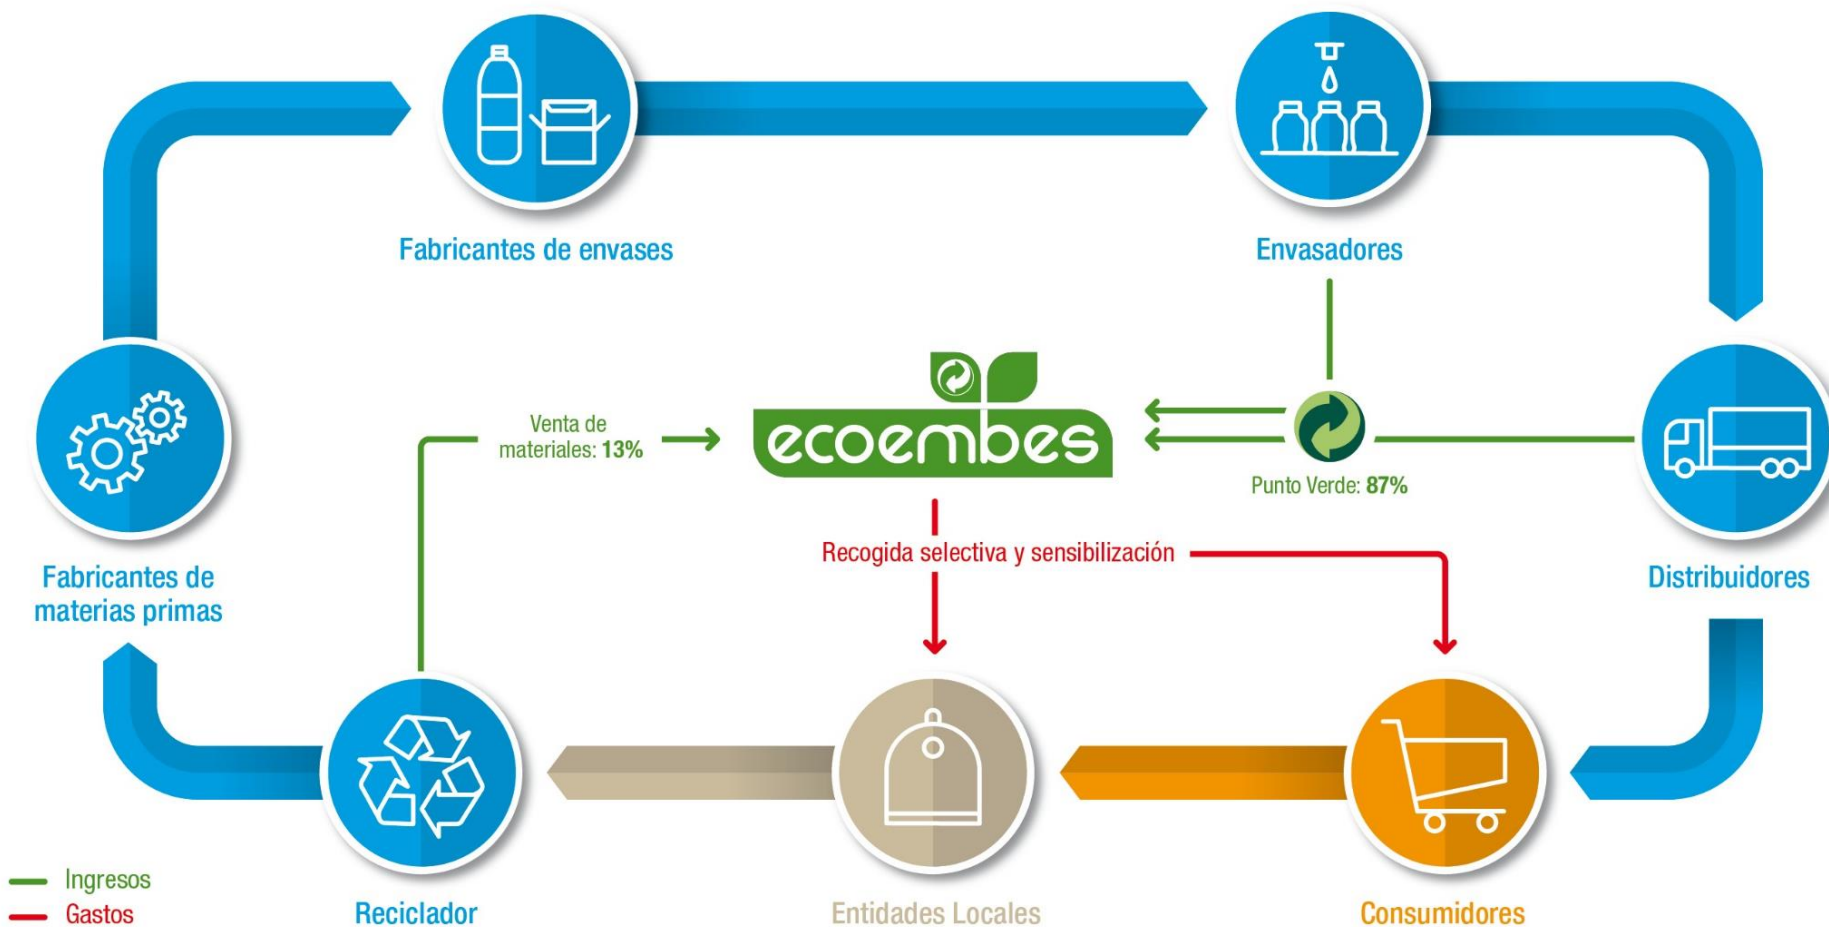 Fabricantes de envases
Envasadores
Venta de
materiales: 13%
ecoembes
Punto Verde: 87%
Recogida selectiva y sensibilización
Fabricantes de
materias primas
Distribuidores
Ingresos
Gastos
Reciclador
Entidades Locales
Consumidores